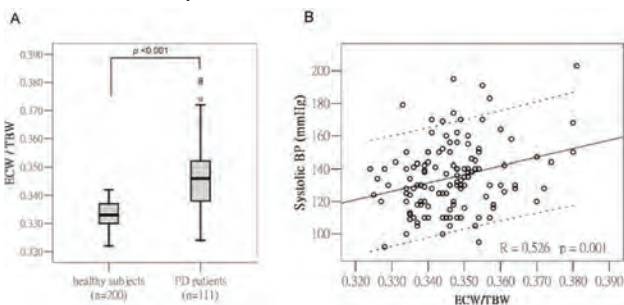 A
p <0.001
ECW / TBW
0.390
0.380
0.370
0.360
0.350
0.340
0.330
0.320
healthy subjects
(n=200)
PD patients
(n=111)
B
Systolic BP (mmHg)
200
180
160
140
120
100
R = 0.526 p = 0.001
0.320 0.330 0.340 0.350 0.360 0.370 0.380 0.390
ECW/TBW